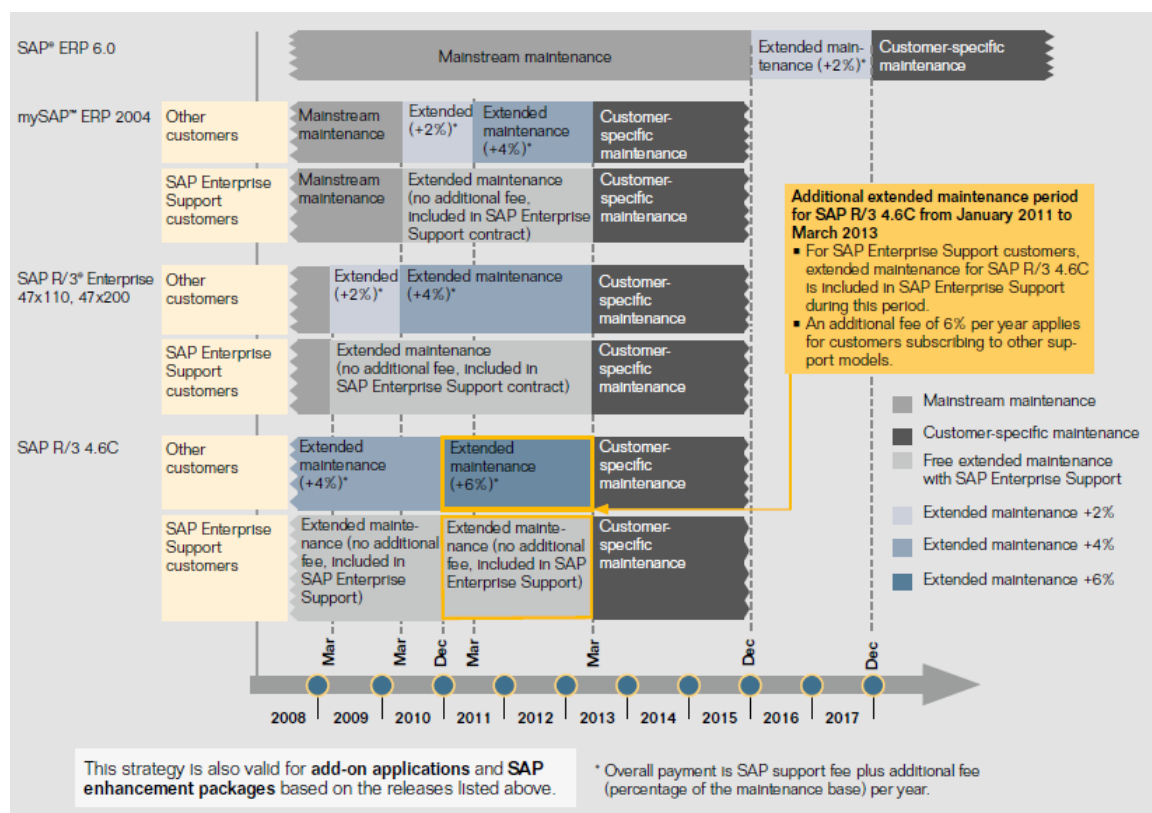 SAP® ERP 6.0
Mainstream maintenance
Extended main-
tenance (+2%)*
Customer-specific
maintenance
mySAP™ ERP 2004
Other
customers
Mainstream
maintenance
Extended
(+2%)*
Extended
maintenance
(+4%)*
Customer-
specific
maintenance
SAP Enterprise
Support
customers
Mainstream
maintenance
Extended maintenance
(no additional fee,
included in SAP Enterprise
Support contract)
Customer-
specific
maintenance
Additional extended maintenance period
for SAP R/3 4.6C from January 2011 to
March 2013
▪ For SAP Enterprise Support customers,
extended maintenance for SAP R/3 4.6C
is included in SAP Enterprise Support
during this period.
▪ An additional fee of 6% per year applies
for customers subscribing to other sup-
port models.
SAP R/3® Enterprise
47x110, 47x200
Other
customers
Extended
(+2%)*
Extended maintenance
(+4%)*
Customer-
specific
maintenance
SAP Enterprise
Support
customers
Extended maintenance
(no additional fee, included in
SAP Enterprise Support contract)
Customer-
specific
maintenance
SAP R/3 4.6C
Other
customers
Extended
maintenance
(+4%)*
Extended
maintenance
(+6%)*
Customer-
specific
maintenance
SAP Enterprise
Support
customers
Extended mainte-
nance (no additional
fee, included in
SAP Enterprise
Support)
Extended mainte-
nance (no additional
fee, included in SAP
Enterprise Support)
Customer-
specific
maintenance
Mainstream maintenance
Customer-specific maintenance
Free extended maintenance
with SAP Enterprise Support
Extended maintenance +2%
Extended maintenance +4%
Extended maintenance +6%
Mar Mar Dec Mar Mar Dec Dec
2008 2009 2010 2011 2012 2013 2014 2015 2016 2017
This strategy is also valid for add-on applications and SAP
enhancement packages based on the releases listed above.
* Overall payment is SAP support fee plus additional fee
(percentage of the maintenance base) per year.